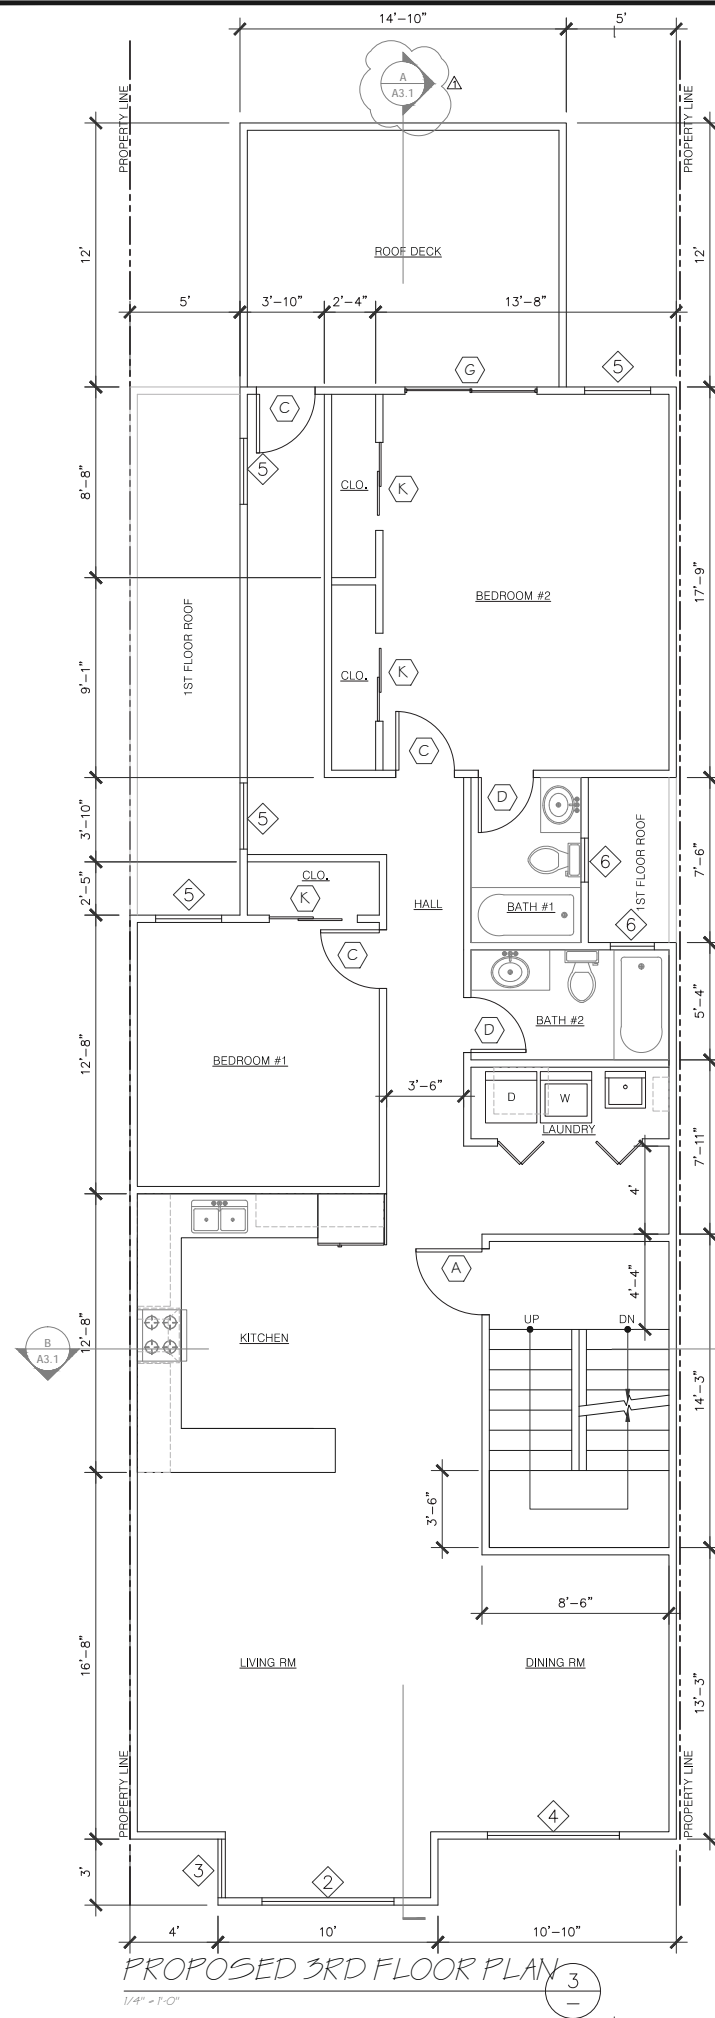 14'-10"
5'
A
A3.1
1
PROPERTY LINE
PROPERTY LINE
12'
12'
ROOF DECK
5'
3'-10"
2'-4"
13'-8"
G
5
C
5
8'-8"
CLO.
K
BEDROOM #2
17'-9"
1ST FLOOR ROOF
9'-1"
CLO.
K
C
D
3'-10"
5
6
1ST FLOOR ROOF
7'-6"
2'-5"
5
CLO.
K
HALL
BATH #1
6
C
BEDROOM #1
12'-8"
D
BATH #2
5'-4"
3'-6"
D
W
LAUNDRY
7'-11"
4'
A
4'-4"
UP
DN
B
A3.1
12'-8"
KITCHEN
14'-3"
3'-6"
8'-6"
16'-8"
LIVING RM
DINING RM
13'-3"
PROPERTY LINE
PROPERTY LINE
4
3
2
3'
4'
10'
10'-10"
PROPOSED 3RD FLOOR PLAN
3
–
1/4" = 1'-0"